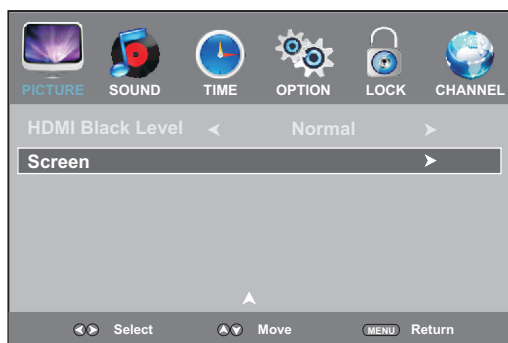 PICTURE SOUND TIME OPTION LOCK CHANNEL
HDMI Black Level Normal
Screen
Select Move MENU Return